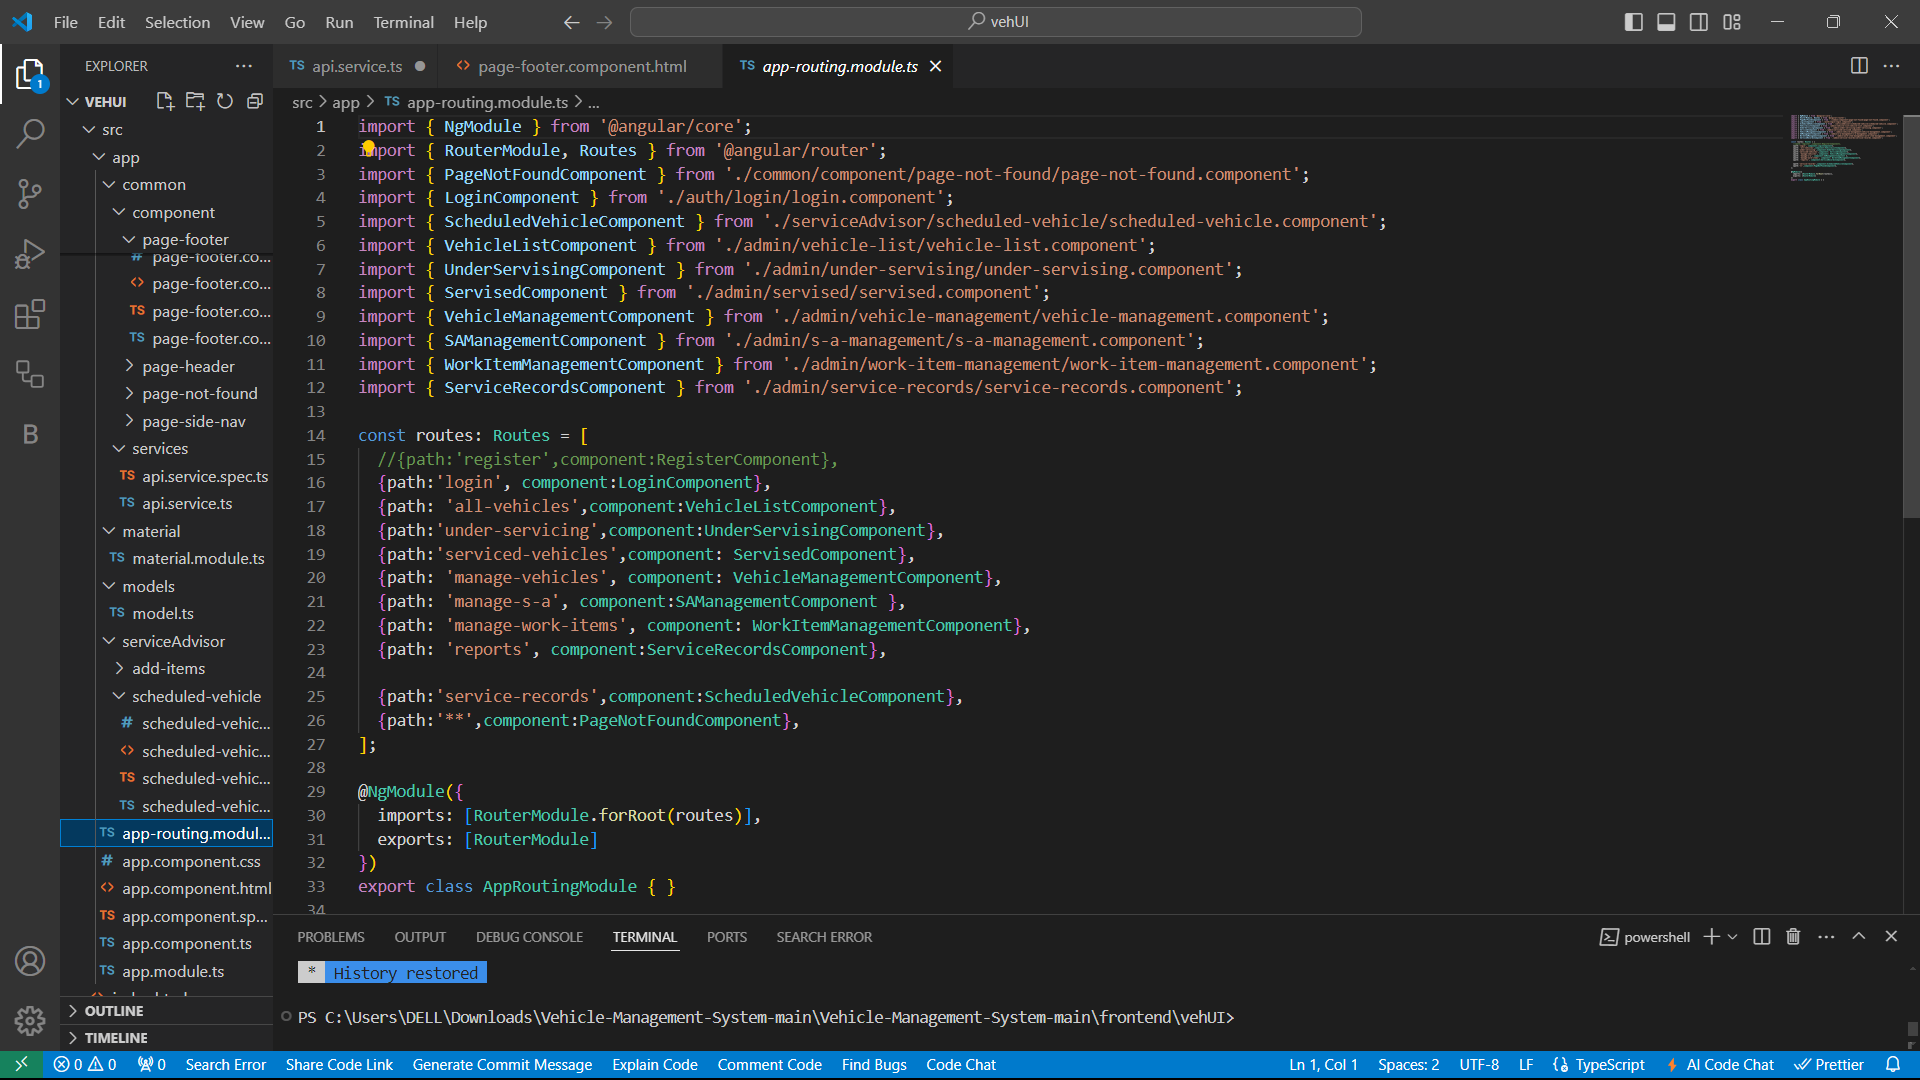 File Edit Selection View Go Run Terminal Help
vehUI
EXPLORER
VEHUI
src
app
common
component
page-footer
# page-footer.co...
<> page-footer.co...
TS page-footer.co...
TS page-footer.co...
page-header
page-not-found
page-side-nav
services
TS api.service.spec.ts
TS api.service.ts
material
TS material.module.ts
models
TS model.ts
serviceAdvisor
add-items
scheduled-vehicle
# scheduled-vehic...
<> scheduled-vehic...
TS scheduled-vehic...
TS scheduled-vehic...
TS app-routing.modul...
# app.component.css
<> app.component.html
TS app.component.sp...
TS app.component.ts
TS app.module.ts
OUTLINE
TIMELINE
TS api.service.ts
<> page-footer.component.html
TS app-routing.module.ts
src > app > TS app-routing.module.ts > ...
1 import { NgModule } from '@angular/core';
2 import { RouterModule, Routes } from '@angular/router';
3 import { PageNotFoundComponent } from './common/component/page-not-found/page-not-found.component';
4 import { LoginComponent } from './auth/login/login.component';
5 import { ScheduledVehicleComponent } from './serviceAdvisor/scheduled-vehicle/scheduled-vehicle.component';
6 import { VehicleListComponent } from './admin/vehicle-list/vehicle-list.component';
7 import { UnderServisingComponent } from './admin/under-servising/under-servising.component';
8 import { ServisedComponent } from './admin/servised/servised.component';
9 import { VehicleManagementComponent } from './admin/vehicle-management/vehicle-management.component';
10 import { SAManagementComponent } from './admin/s-a-management/s-a-management.component';
11 import { WorkItemManagementComponent } from './admin/work-item-management/work-item-management.component';
12 import { ServiceRecordsComponent } from './admin/service-records/service-records.component';
13
14 const routes: Routes = [
15 //{path:'register',component:RegisterComponent},
16 {path:'login', component:LoginComponent},
17 {path: 'all-vehicles',component:VehicleListComponent},
18 {path:'under-servicing',component:UnderServisingComponent},
19 {path:'serviced-vehicles',component: ServisedComponent},
20 {path: 'manage-vehicles', component: VehicleManagementComponent},
21 {path: 'manage-s-a', component:SAManagementComponent },
22 {path: 'manage-work-items', component: WorkItemManagementComponent},
23 {path: 'reports', component:ServiceRecordsComponent},
24
25 {path:'service-records',component:ScheduledVehicleComponent},
26 {path:'**',component:PageNotFoundComponent},
27 ];
28
29 @NgModule({
30 imports: [RouterModule.forRoot(routes)],
31 exports: [RouterModule]
32 })
33 export class AppRoutingModule { }
34
PROBLEMS OUTPUT DEBUG CONSOLE TERMINAL PORTS SEARCH ERROR
powershell
* History restored
PS C:\Users\DELL\Downloads\Vehicle-Management-System-main\Vehicle-Management-System-main\frontend\vehUI>
0 0 0 Search Error Share Code Link Generate Commit Message Explain Code Comment Code Find Bugs Code Chat Ln 1, Col 1 Spaces: 2 UTF-8 LF {} TypeScript AI Code Chat Prettier